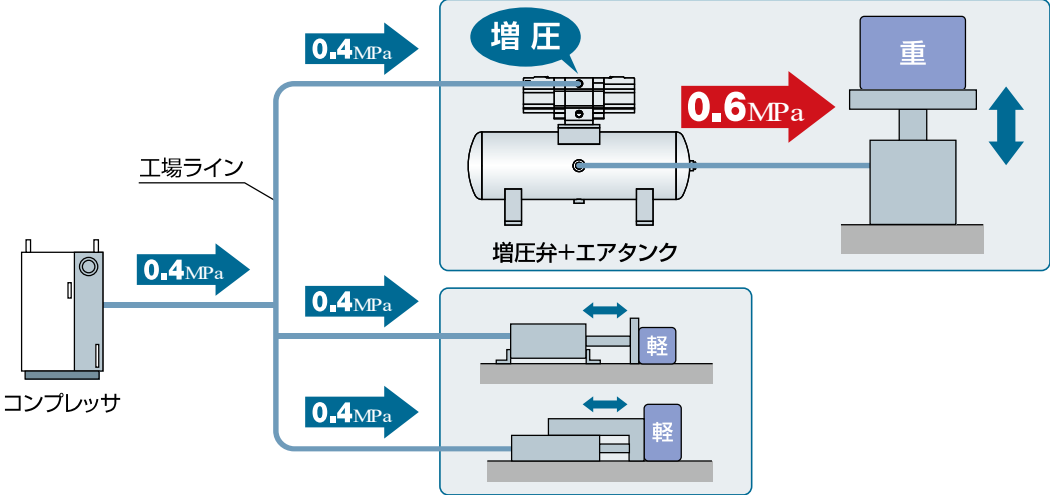 0.4MPa
増圧
重
0.6MPa
工場ライン
増圧弁+エアタンク
0.4MPa
0.4MPa
軽
コンプレッサ
0.4MPa
軽